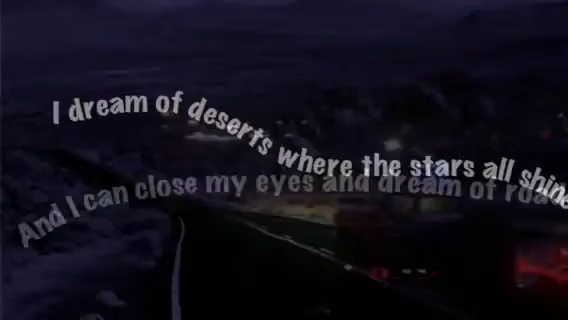 I dream of deserts where the stars all shine
And I can close my eyes and dream of